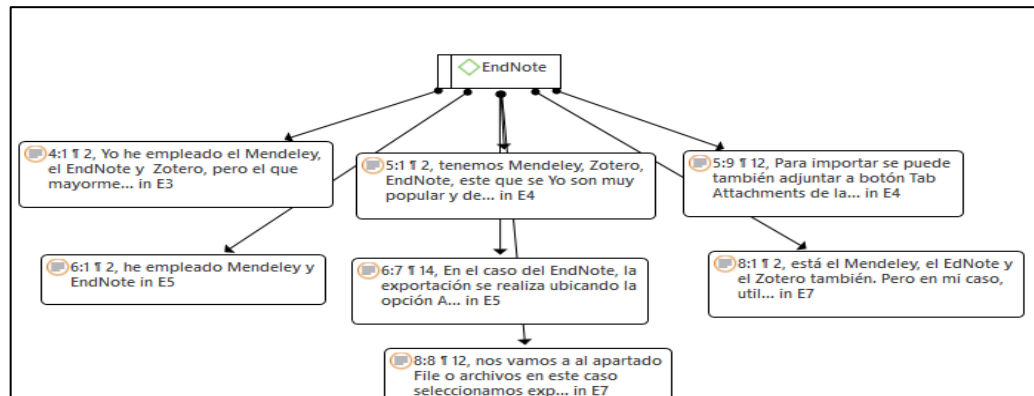 EndNote
4:1 ¶ 2, Yo he empleado el Mendeley,
el EndNote y Zotero, pero el que
mayorme... in E3
5:1 ¶ 2, tenemos Mendeley, Zotero,
EndNote, este que se Yo son muy
popular y de... in E4
5:9 ¶ 12, Para importar se puede
también adjuntar a botón Tab
Attachments de la... in E4
6:1 ¶ 2, he empleado Mendeley y
EndNote in E5
6:7 ¶ 14, En el caso del EndNote, la
exportación se realiza ubicando la
opción A... in E5
8:1 ¶ 2, está el Mendeley, el EdNote y
el Zotero también. Pero en mi caso,
util... in E7
8:8 ¶ 12, nos vamos a al apartado
File o archivos en este caso
seleccionamos exp... in E7